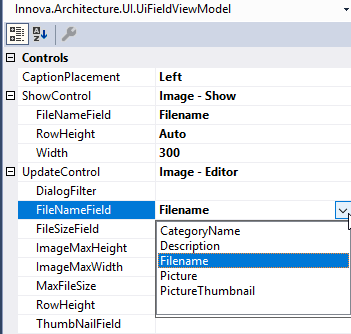 Innova.Architecture.UI.UiFieldViewModel
Controls
CaptionPlacement Left
ShowControl Image - Show
FileNameField Filename
RowHeight Auto
Width 300
UpdateControl Image - Editor
DialogFilter
FileNameField Filename
FileSizeField
ImageMaxHeight
ImageMaxWidth
MaxFileSize
RowHeight
ThumbNailField
CategoryName
Description
Filename
Picture
PictureThumbnail